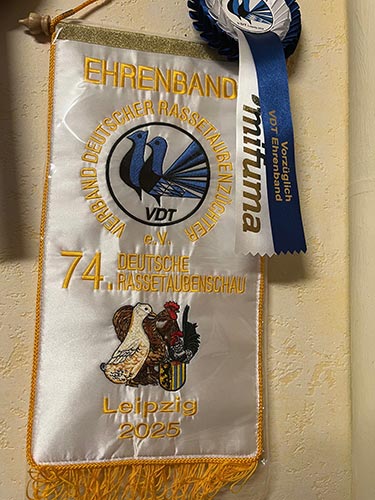 EHRENBAND
VERBAND DEUTSCHER RASSETAUBENZÜCHTER
e.V.
VDT
74. DEUTSCHE
RASSETAUBENSCHAU
Leipzig
2025
mifuma
Vorzüglich
VDT Ehrenband